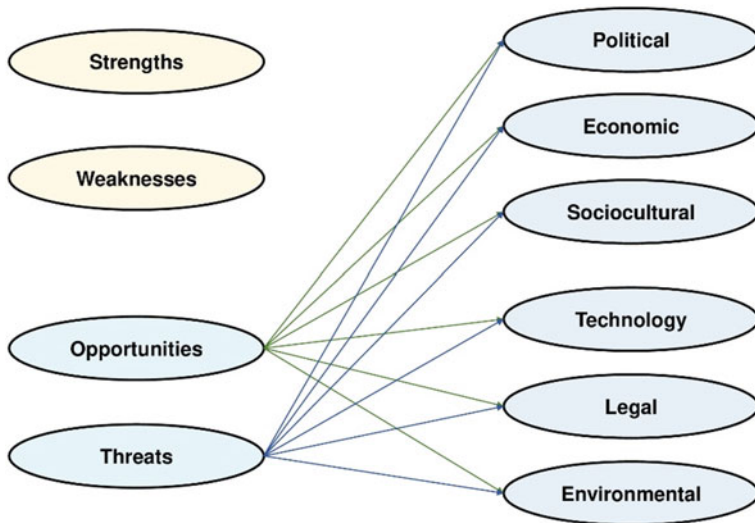 Strengths
Weaknesses
Opportunities
Threats
Political
Economic
Sociocultural
Technology
Legal
Environmental